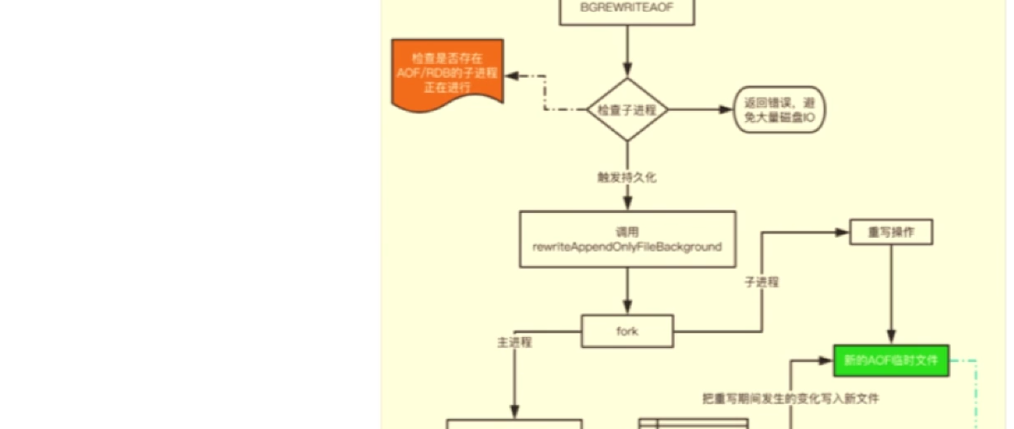 BGREWRITEAOF
检查是否存在
AOF/RDB的子进程
正在进行
检查子进程
返回错误，避
免大量磁盘IO
触发持久化
调用
rewriteAppendOnlyFileBackground
重写操作
子进程
fork
主进程
新的AOF临时文件
把重写期间发生的变化写入新文件